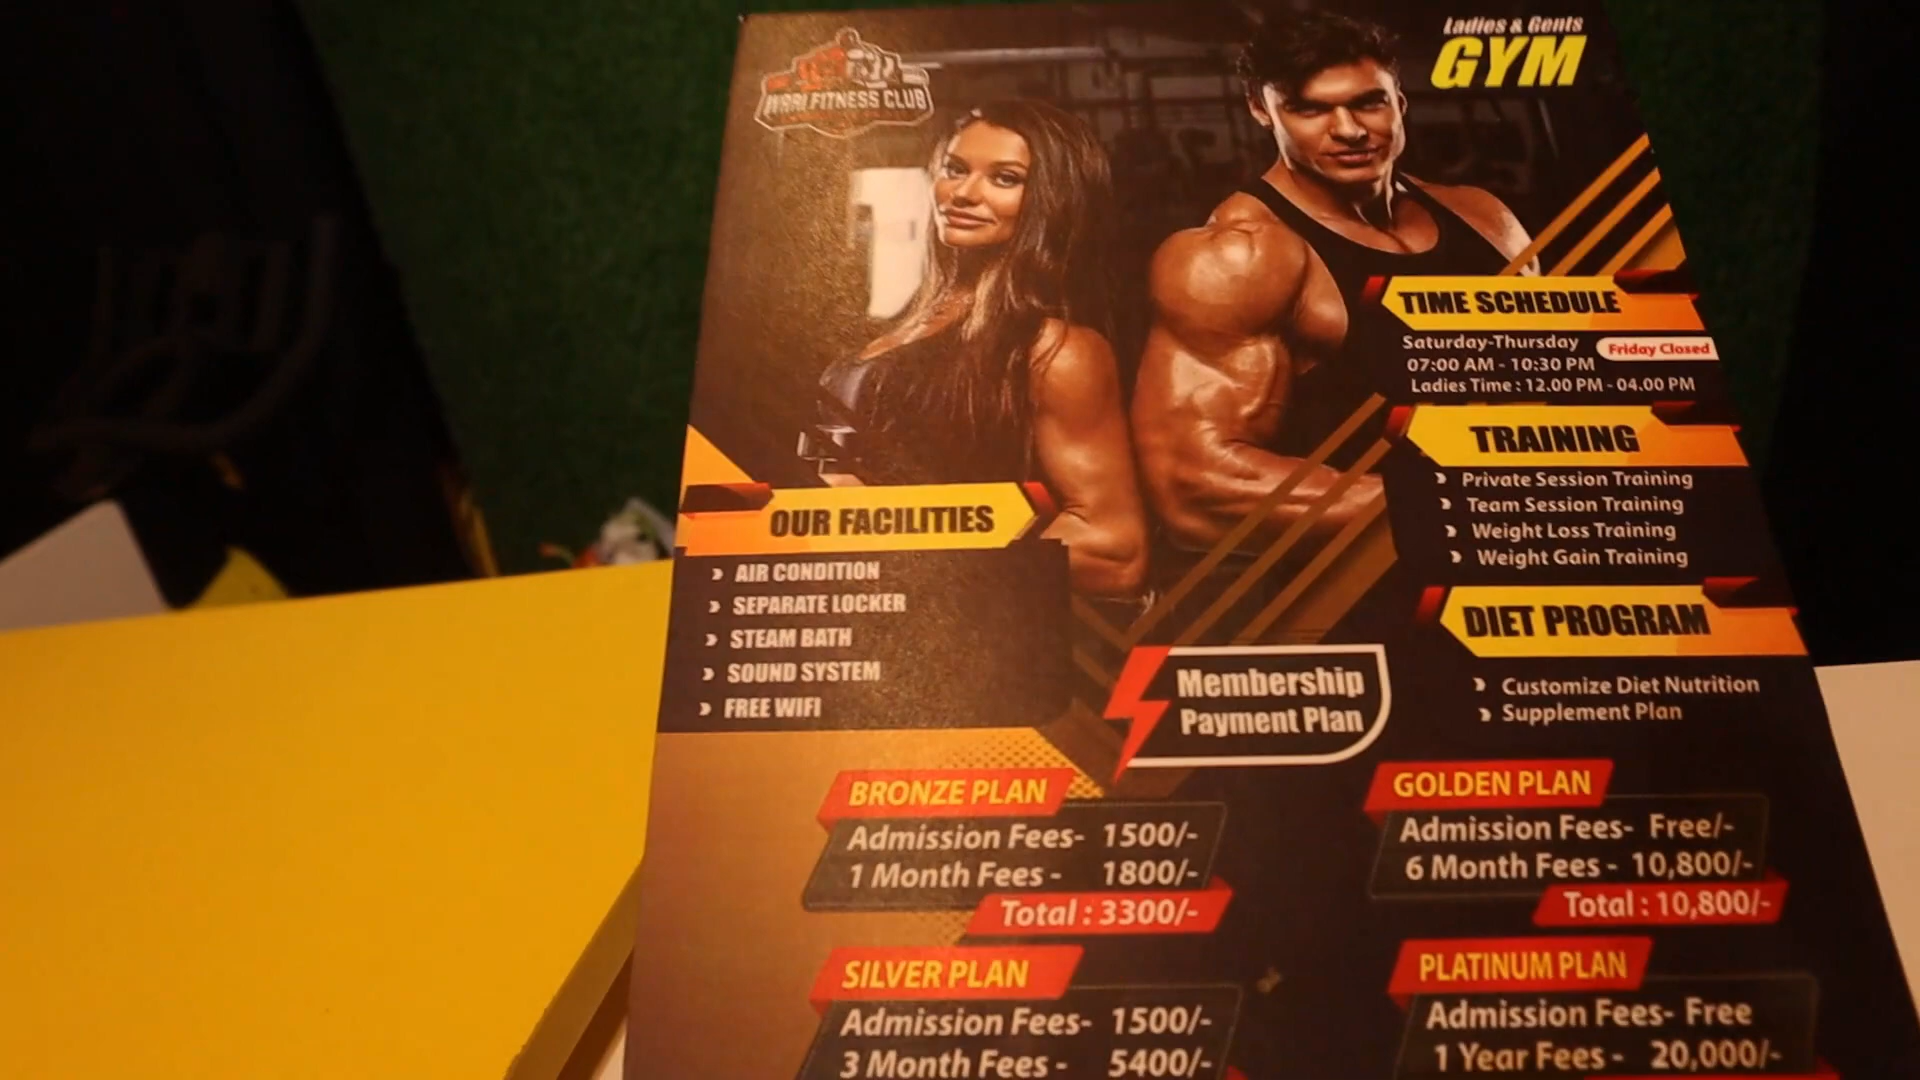 WARI FITNESS CLUB
Ladies & Gents
GYM
TIME SCHEDULE
Saturday-Thursday
Friday Closed
07:00 AM - 10:30 PM
Ladies Time : 12.00 PM - 04.00 PM
TRAINING
Private Session Training
Team Session Training
Weight Loss Training
Weight Gain Training
OUR FACILITIES
AIR CONDITION
SEPARATE LOCKER
STEAM BATH
SOUND SYSTEM
FREE WIFI
DIET PROGRAM
Customize Diet Nutrition
Supplement Plan
Membership
Payment Plan
BRONZE PLAN
Admission Fees- 1500/-
1 Month Fees - 1800/-
Total : 3300/-
GOLDEN PLAN
Admission Fees- Free/-
6 Month Fees - 10,800/-
Total : 10,800/-
SILVER PLAN
Admission Fees- 1500/-
3 Month Fees - 5400/-
PLATINUM PLAN
Admission Fees- Free
1 Year Fees - 20,000/-